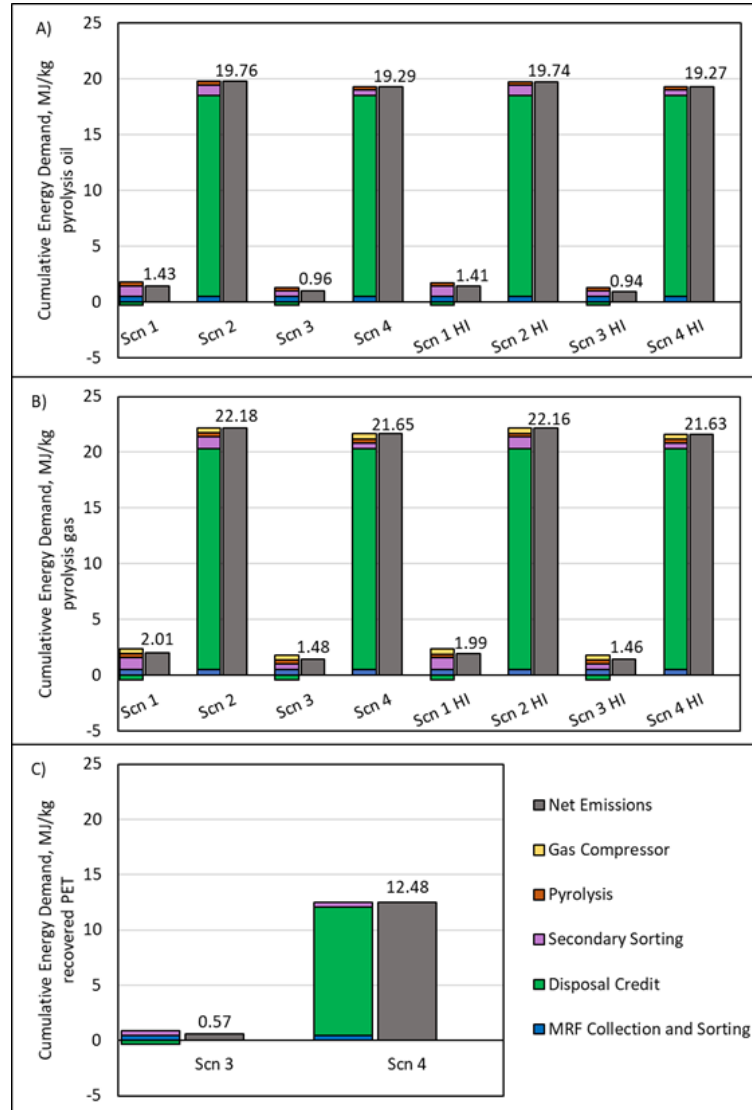 A)
Cumulative Energy Demand, MJ/kg
pyrolysis oil
25
20
15
10
5
0
-5
1.43
19.76
0.96
19.29
1.41
19.74
0.94
19.27
Scn 1
Scn 2
Scn 3
Scn 4
Scn 1 HI
Scn 2 HI
Scn 3 HI
Scn 4 HI
B)
Cumulativve Energy Demand, MJ/kg
pyrolysis gas
25
20
15
10
5
0
-5
2.01
22.18
1.48
21.65
1.99
22.16
1.46
21.63
Scn 1
Scn 2
Scn 3
Scn 4
Scn 1 HI
Scn 2 HI
Scn 3 HI
Scn 4 HI
C)
Cumulative Energy Demand, MJ/kg
recovered PET
25
20
15
10
5
0
-5
0.57
12.48
Scn 3
Scn 4
Net Emissions
Gas Compressor
Pyrolysis
Secondary Sorting
Disposal Credit
MRF Collection and Sorting